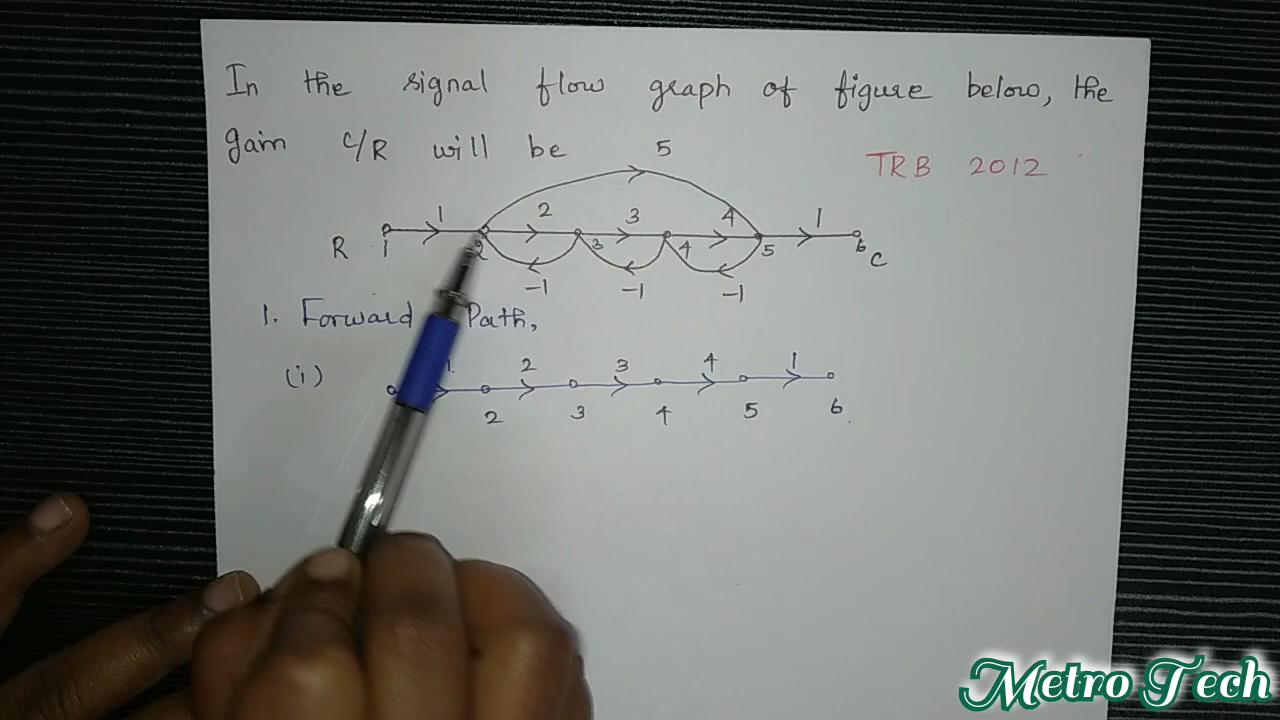 In the signal flow graph of figure below, the
gain C/R will be
TRB 2012
5
1 2 3 4 1
R 1 2 3 4 5 6 C
-1 -1 -1
1. Forward Path,
(i) 1 2 3 4 1
2 3 4 5 6
Metro Tech